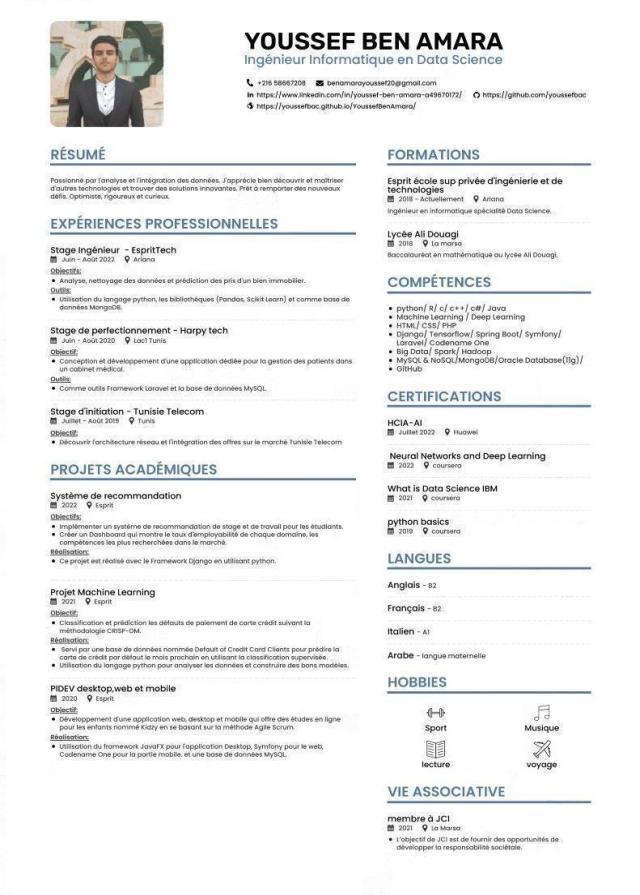 YOUSSEF BEN AMARA
Ingénieur Informatique en Data Science
+216 58667208 benamarayoussef20@gmail.com
https://www.linkedin.com/in/youssef-ben-amara-a49670172/ https://github.com/youssefbac
https://youssefbac.github.io/YoussefBenAmara/
RÉSUMÉ
Passionné par l'analyse et l'intégration des données. J'apprécie bien découvrir et maîtriser
d'autres technologies et trouver des solutions innovantes. Prêt à remporter des nouveaux
défis. Optimiste, rigoureux et curieux.
EXPÉRIENCES PROFESSIONNELLES
Stage Ingénieur - EspritTech
Juin - Août 2022 Ariana
Objectifs:
• Analyse, nettoyage des données et prédiction des prix d'un bien immobilier.
Outils:
• Utilisation du langage python, les bibliothèques (Pandas, Scikit Learn) et comme base de
données MongoDB.
Stage de perfectionnement - Harpy tech
Juin - Août 2020 Lac1 Tunis
Objectif:
• Conception et développement d'une application dédiée pour la gestion des patients dans
un cabinet médical.
Outils:
• Comme outils Framework Laravel et la base de données MySQL.
Stage d'initiation - Tunisie Telecom
Juillet - Août 2019 Tunis
Objectif:
• Découvrir l'architecture réseau et l'intégration des offres sur le marché Tunisie Telecom
PROJETS ACADÉMIQUES
Système de recommandation
2022 Esprit
Objectifs:
• Implémenter un système de recommandation de stage et de travail pour les étudiants.
• Créer un Dashboard qui montre le taux d'employabilité de chaque domaine, les
compétences les plus recherchées dans le marché.
Réalisation:
• Ce projet est réalisé avec le Framework Django en utilisant python.
Projet Machine Learning
2021 Esprit
Objectif:
• Classification et prédiction les défauts de paiement de carte crédit suivant la
méthodologie CRISP-DM.
Réalisation:
• Servi par une base de données nommée Default of Credit Card Clients pour prédire la
carte de crédit par défaut le mois prochain en utilisant la classification supervisée.
• Utilisation du langage python pour analyser les données et construire des bons modèles.
PIDEV desktop,web et mobile
2020 Esprit
Objectif:
• Développement d'une application web, desktop et mobile qui offre des études en ligne
pour les enfants nommé Kidzy en se basant sur la méthode Agile Scrum.
Réalisation:
• Utilisation du framework JavaFX pour l'application Desktop, Symfony pour le web,
Codename One pour la partie mobile, et une base de données MySQL.
FORMATIONS
Esprit école sup privée d'ingénierie et de
technologies
2018 - Actuellement Ariana
Ingénieur en informatique spécialité Data Science.
Lycée Ali Douagi
2018 La marsa
Baccalauréat en mathématique au lycée Ali Douagi.
COMPÉTENCES
• python/ R/ c/ c++/ c#/ Java
• Machine Learning / Deep Learning
• HTML/ CSS/ PHP
• Django/ Tensorflow/ Spring Boot/ Symfony/
Laravel/ Codename One
• Big Data/ Spark/ Hadoop
• MySQL & NoSQL/MongoDB/Oracle Database(11g)/
• GitHub
CERTIFICATIONS
HCIA-AI
Juillet 2022 Huawei
Neural Networks and Deep Learning
2022 coursera
What is Data Science IBM
2021 coursera
python basics
2019 coursera
LANGUES
Anglais - B2
Français - B2
Italien - A1
Arabe - langue maternelle
HOBBIES
Sport Musique
lecture voyage
VIE ASSOCIATIVE
membre à JCI
2021 La Marsa
• L'objectif de JCI est de fournir des opportunités de
développer la responsabilité sociétale.